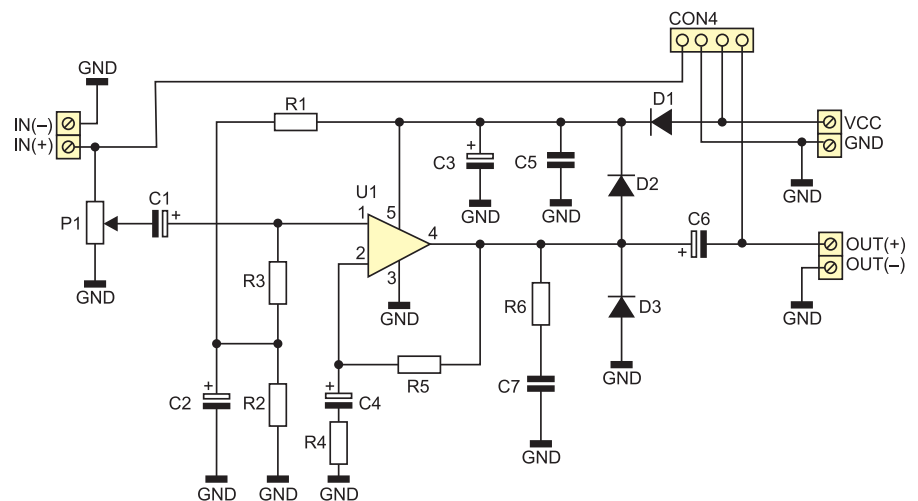 CON4
GND
R1
D1
IN(-)
IN(+)
VCC
GND
C3
+
C5
D2
GND
GND
GND
P1
C1
+
U1
1
5
4
2
3
C6
+
OUT(+)
OUT(-)
GND
R3
GND
R6
D3
GND
GND
R5
C7
C2
+
R2
+
C4
R4
GND
GND
GND
GND